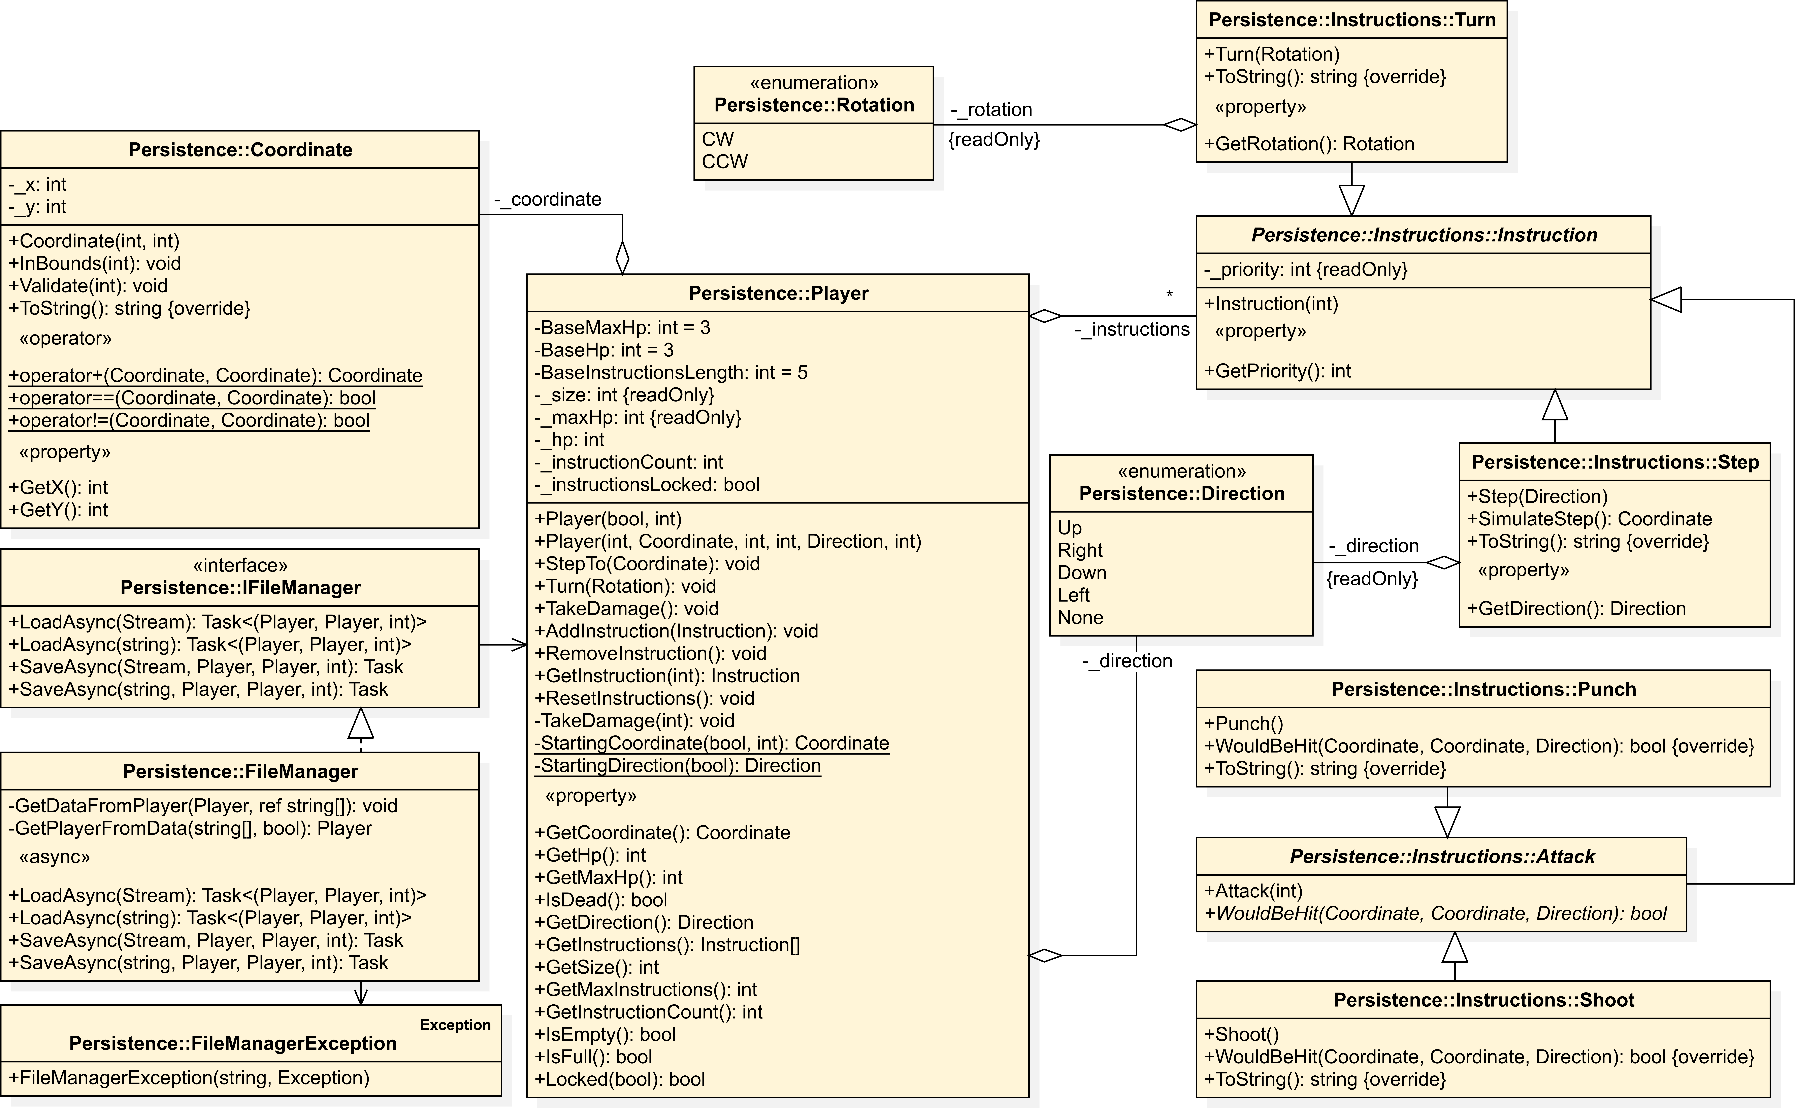 Persistence::Instructions::Turn
+Turn(Rotation)
+ToString(): string {override}
«property»
+GetRotation(): Rotation
«enumeration»
Persistence::Rotation
CW
CCW
-_rotation
{readOnly}
Persistence::Coordinate
-_x: int
-_y: int
+Coordinate(int, int)
+InBounds(int): void
+Validate(int): void
+ToString(): string {override}
«operator»
+operator+(Coordinate, Coordinate): Coordinate
+operator==(Coordinate, Coordinate): bool
+operator!=(Coordinate, Coordinate): bool
«property»
+GetX(): int
+GetY(): int
-_coordinate
Persistence::Instructions::Instruction
-_priority: int {readOnly}
+Instruction(int)
«property»
+GetPriority(): int
*
-_instructions
Persistence::Player
-BaseMaxHp: int = 3
-BaseHp: int = 3
-BaseInstructionsLength: int = 5
-_size: int {readOnly}
-_maxHp: int {readOnly}
-_hp: int
-_instructionCount: int
-_instructionsLocked: bool
+Player(bool, int)
+Player(int, Coordinate, int, int, Direction, int)
+StepTo(Coordinate): void
+Turn(Rotation): void
+TakeDamage(): void
+AddInstruction(Instruction): void
+RemoveInstruction(): void
+GetInstruction(int): Instruction
+ResetInstructions(): void
-TakeDamage(int): void
-StartingCoordinate(bool, int): Coordinate
-StartingDirection(bool): Direction
«property»
+GetCoordinate(): Coordinate
+GetHp(): int
+GetMaxHp(): int
+IsDead(): bool
+GetDirection(): Direction
+GetInstructions(): Instruction[]
+GetSize(): int
+GetMaxInstructions(): int
+GetInstructionCount(): int
+IsEmpty(): bool
+IsFull(): bool
+Locked(bool): bool
«enumeration»
Persistence::Direction
Up
Right
Down
Left
None
-_direction
{readOnly}
-_direction
Persistence::Instructions::Step
+Step(Direction)
+SimulateStep(): Coordinate
+ToString(): string {override}
«property»
+GetDirection(): Direction
«interface»
Persistence::IFileManager
+LoadAsync(Stream): Task<(Player, Player, int)>
+LoadAsync(string): Task<(Player, Player, int)>
+SaveAsync(Stream, Player, Player, int): Task
+SaveAsync(string, Player, Player, int): Task
Persistence::FileManager
-GetDataFromPlayer(Player, ref string[]): void
-GetPlayerFromData(string[], bool): Player
«async»
+LoadAsync(Stream): Task<(Player, Player, int)>
+LoadAsync(string): Task<(Player, Player, int)>
+SaveAsync(Stream, Player, Player, int): Task
+SaveAsync(string, Player, Player, int): Task
Exception
Persistence::FileManagerException
+FileManagerException(string, Exception)
Persistence::Instructions::Punch
+Punch()
+WouldBeHit(Coordinate, Coordinate, Direction): bool {override}
+ToString(): string {override}
Persistence::Instructions::Attack
+Attack(int)
+WouldBeHit(Coordinate, Coordinate, Direction): bool
Persistence::Instructions::Shoot
+Shoot()
+WouldBeHit(Coordinate, Coordinate, Direction): bool {override}
+ToString(): string {override}